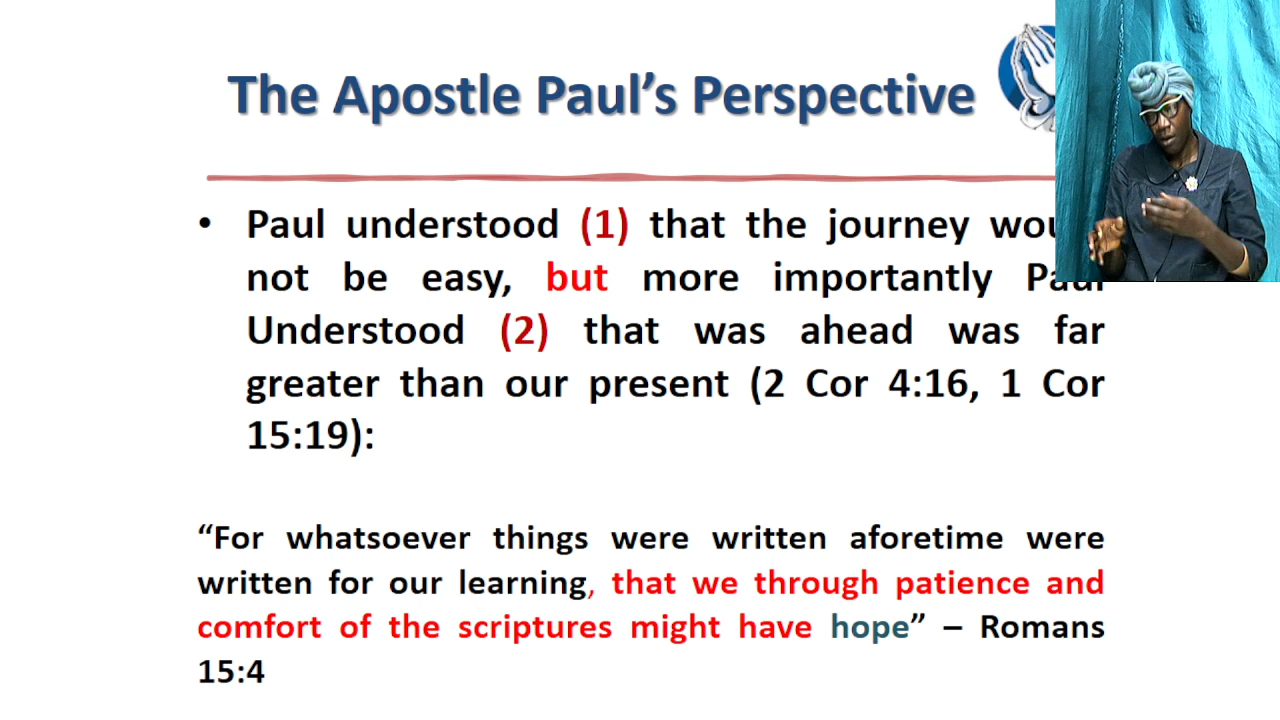 The Apostle Paul's Perspective
• Paul understood (1) that the journey
not be easy, but more importantly Paul
Understood (2) that was ahead was far
greater than our present (2 Cor 4:16, 1 Cor
15:19):
“For whatsoever things were written aforetime were
written for our learning, that we through patience and
comfort of the scriptures might have hope” – Romans
15:4